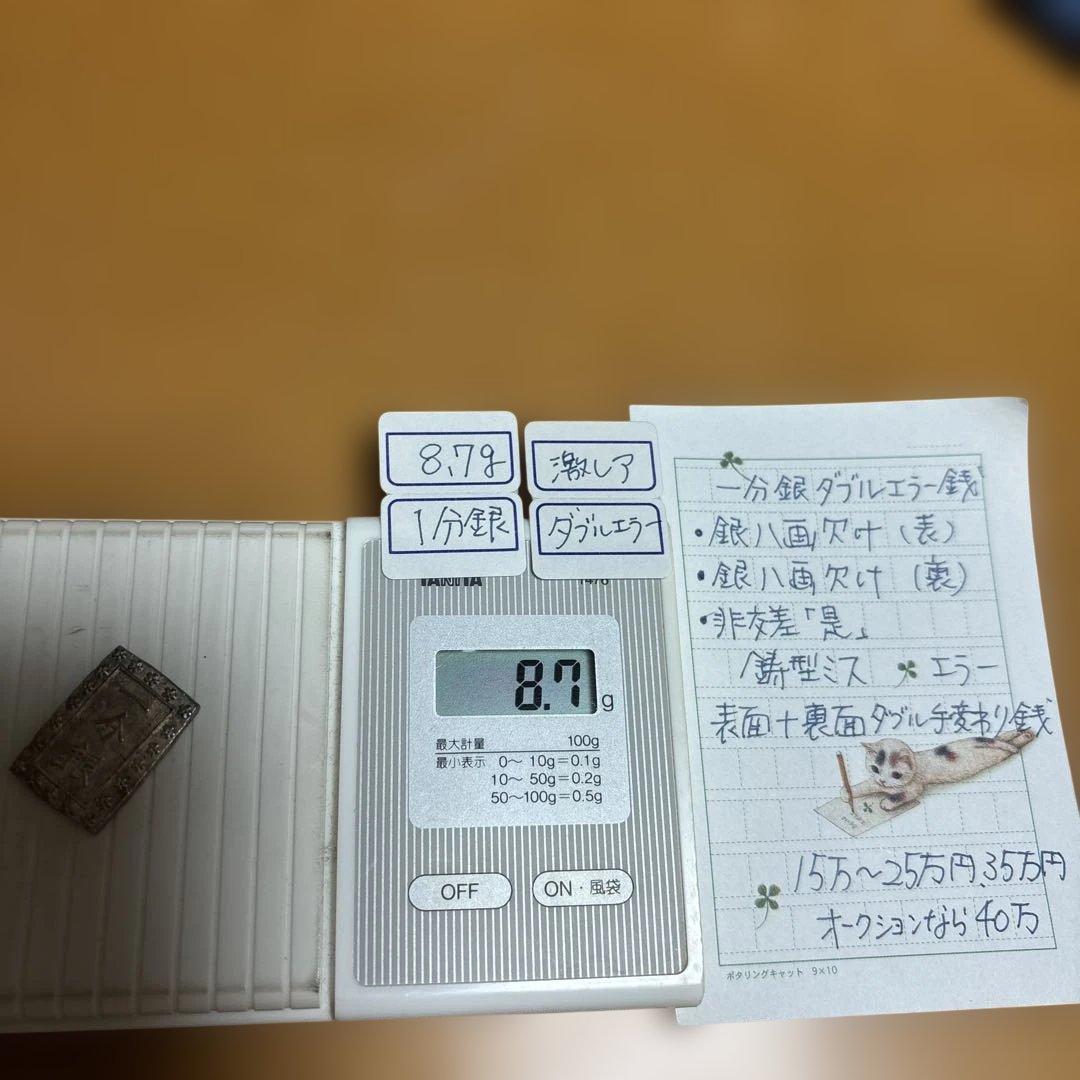 8.7g
激レア
1分銀
ダブルエラー
TANITA
1476
8.7 g
最大計量 100g
最小表示 0〜 10g=0.1g
10〜 50g=0.2g
50〜100g=0.5g
OFF
ON・風袋
一分銀ダブルエラー銭
・銀八画欠け(表)
・銀八画欠け(裏)
・非交差「是」
鋳型ミス エラー
表面+裏面ダブル手変わり銭
15万〜25万円、35万円
オークションなら40万
ポタリングキャット 9×10
一分銀